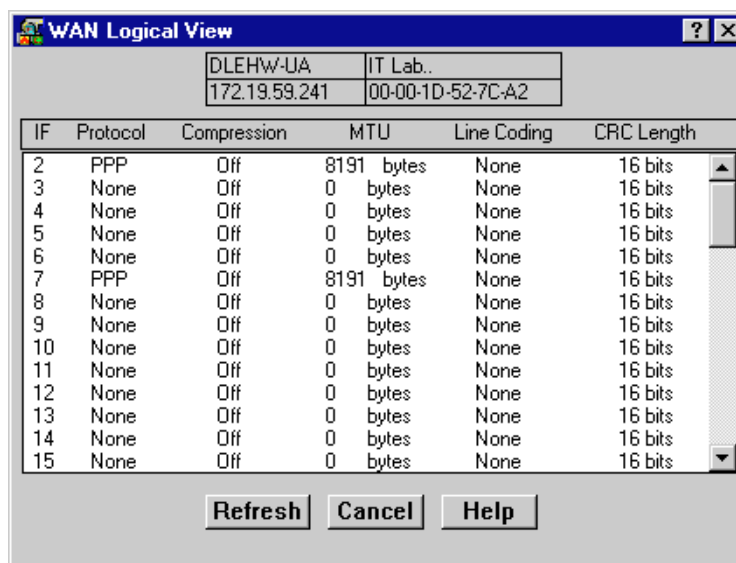 WAN Logical View
DLEHW-UA IT Lab..
172.19.59.241 00-00-1D-52-7C-A2
IF Protocol Compression MTU Line Coding CRC Length
2 PPP Off 8191 bytes None 16 bits
3 None Off 0 bytes None 16 bits
4 None Off 0 bytes None 16 bits
5 None Off 0 bytes None 16 bits
6 None Off 0 bytes None 16 bits
7 PPP Off 8191 bytes None 16 bits
8 None Off 0 bytes None 16 bits
9 None Off 0 bytes None 16 bits
10 None Off 0 bytes None 16 bits
11 None Off 0 bytes None 16 bits
12 None Off 0 bytes None 16 bits
13 None Off 0 bytes None 16 bits
14 None Off 0 bytes None 16 bits
15 None Off 0 bytes None 16 bits
Refresh Cancel Help